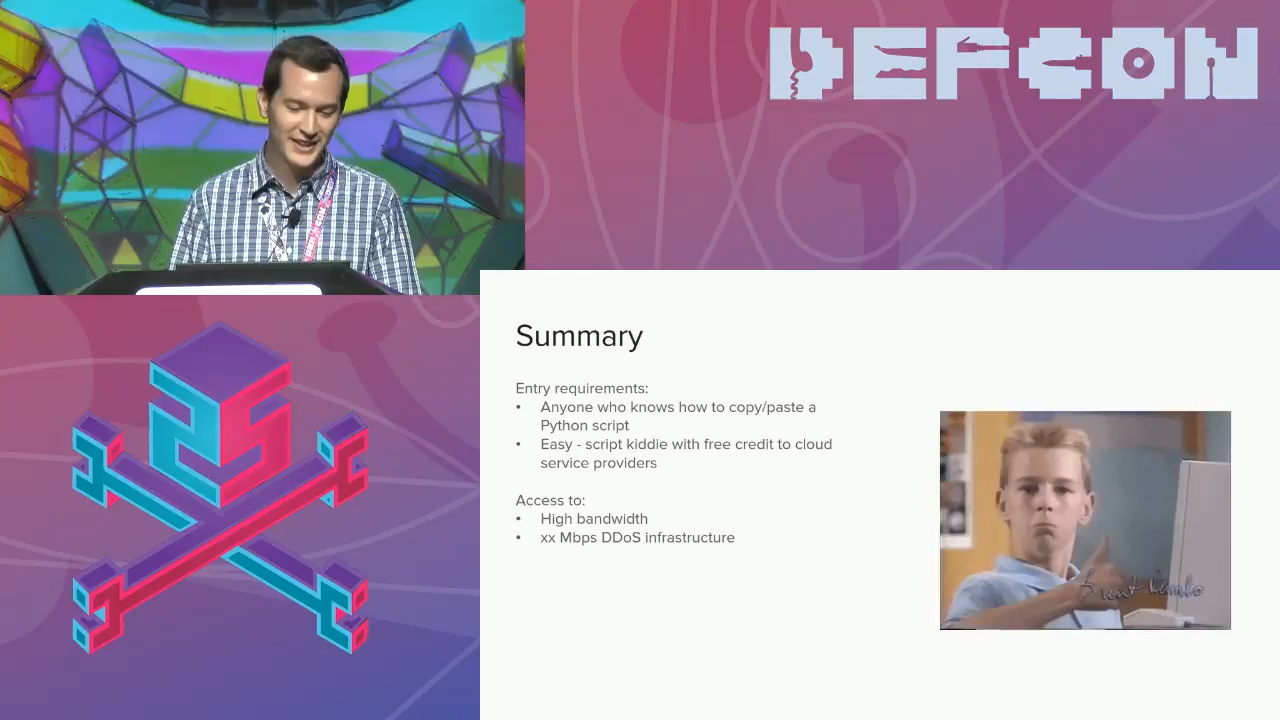 DEFCON
25
Summary
Entry requirements:
• Anyone who knows how to copy/paste a
Python script
• Easy - script kiddie with free credit to cloud
service providers
Access to:
• High bandwidth
• xx Mbps DDoS infrastructure